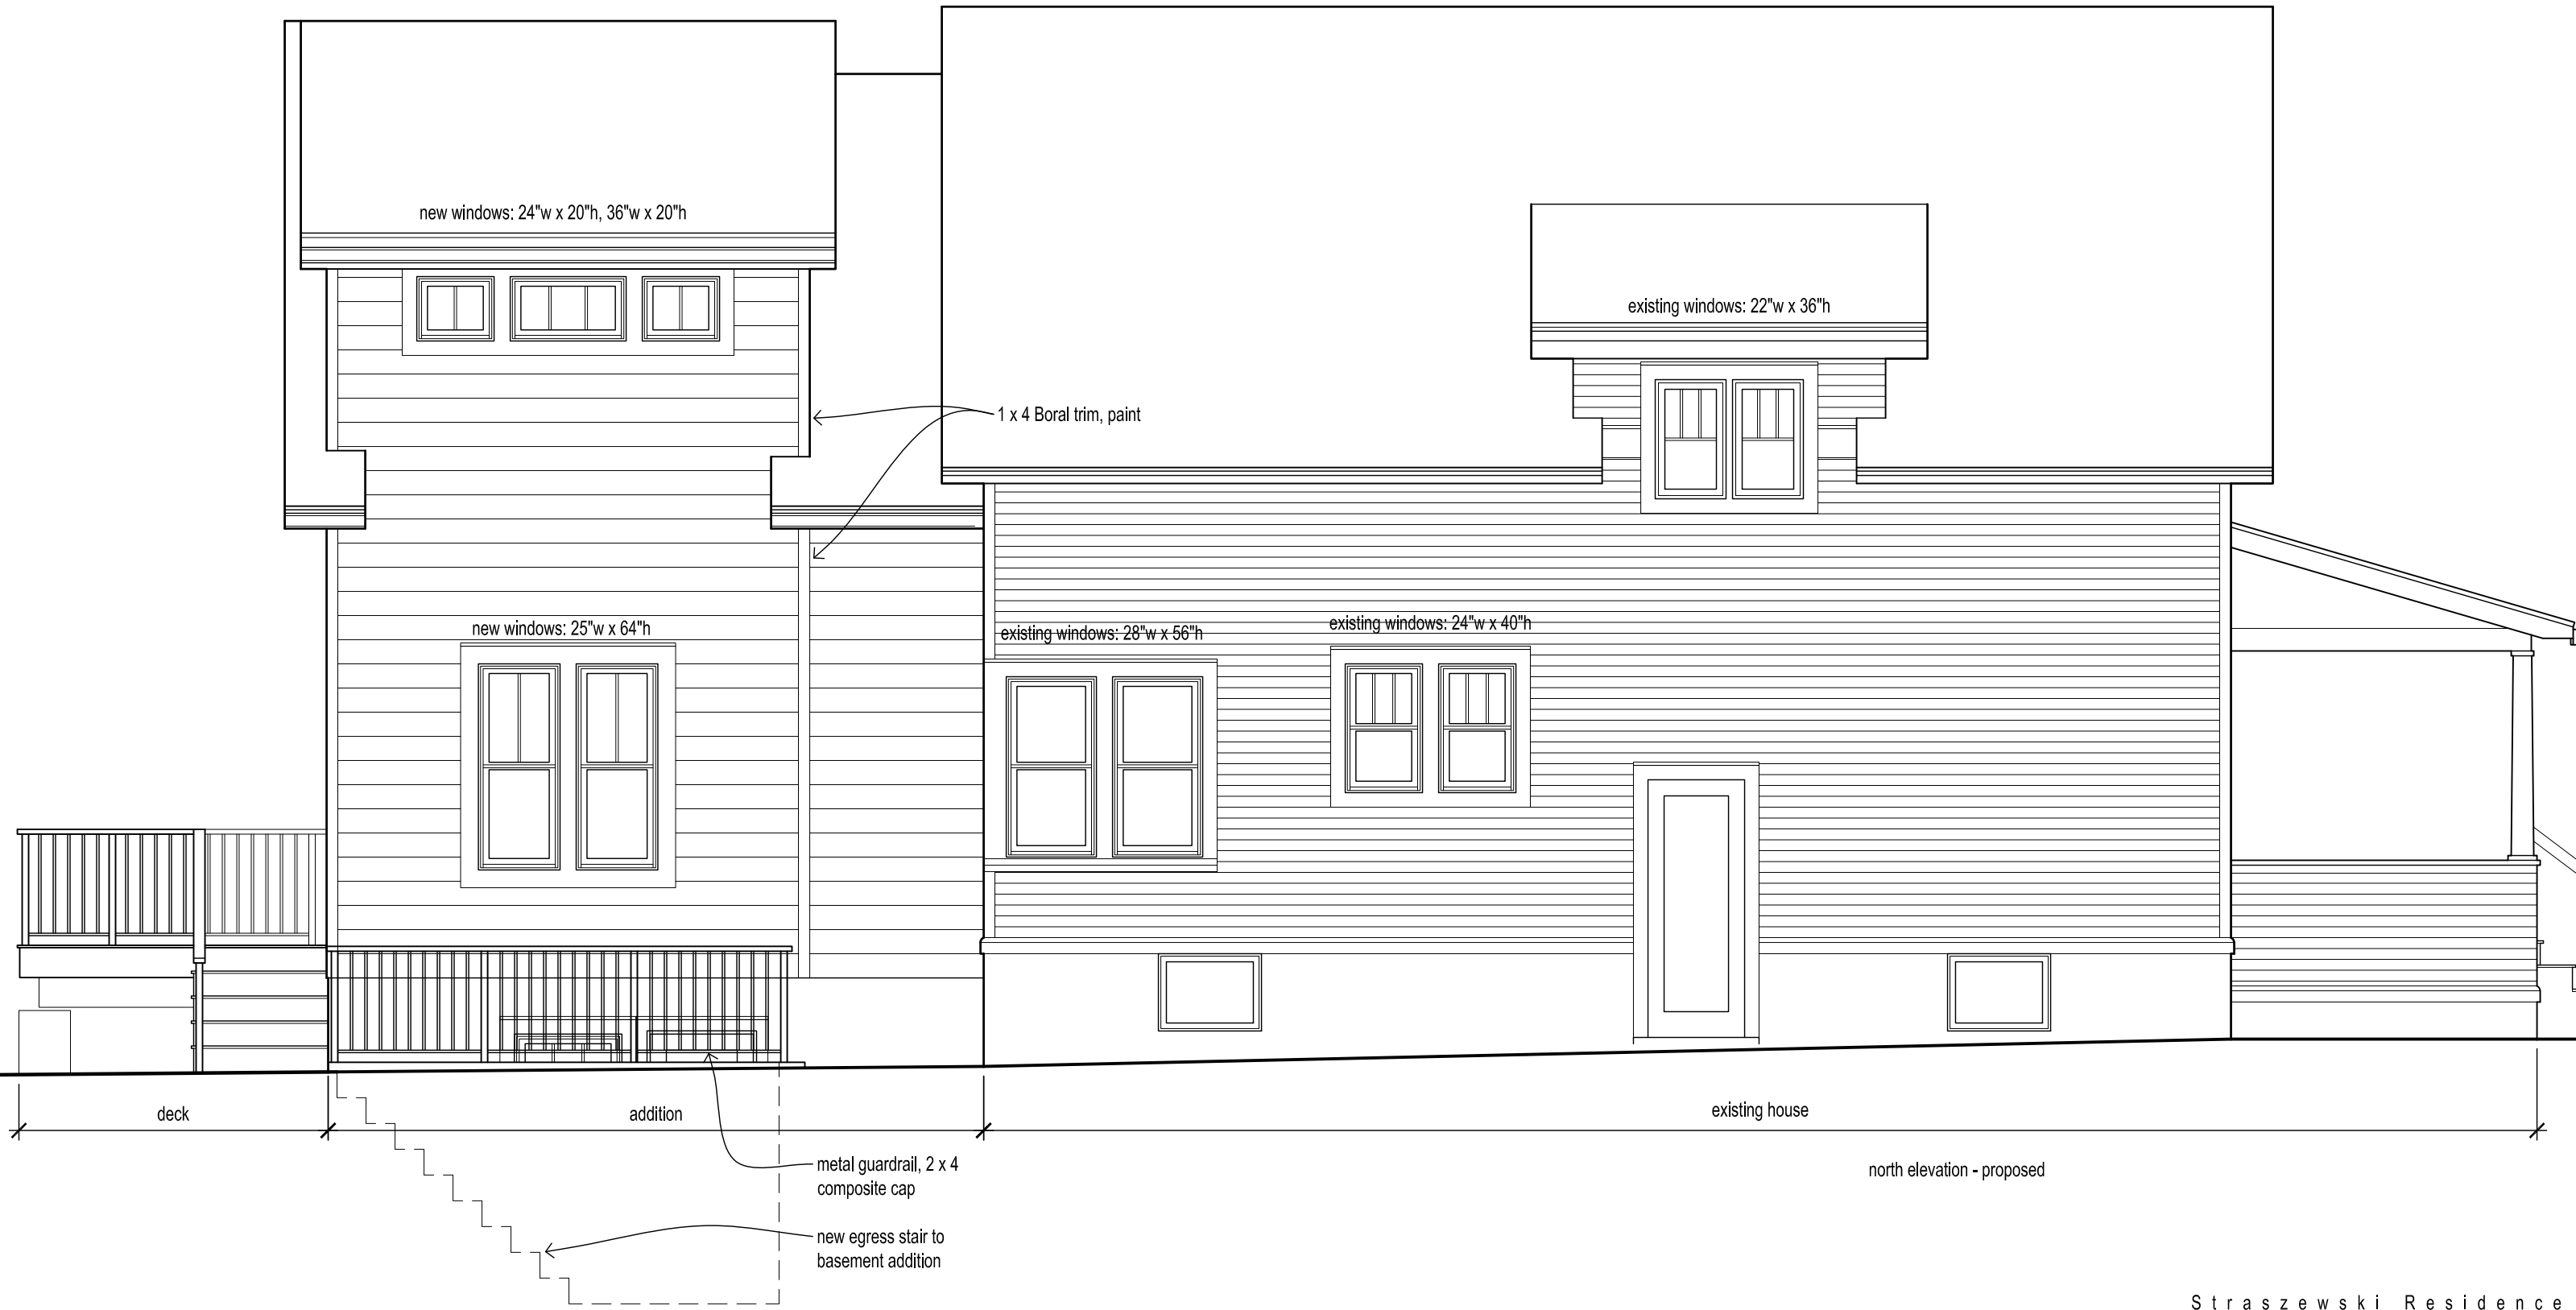 new windows: 24"w x 20"h, 36"w x 20"h
existing windows: 22"w x 36"h
1 x 4 Boral trim, paint
new windows: 25"w x 64"h
existing windows: 28"w x 56"h
existing windows: 24"w x 40"h
deck
addition
existing house
metal guardrail, 2 x 4
composite cap
north elevation - proposed
new egress stair to
basement addition
Straszewski Residence